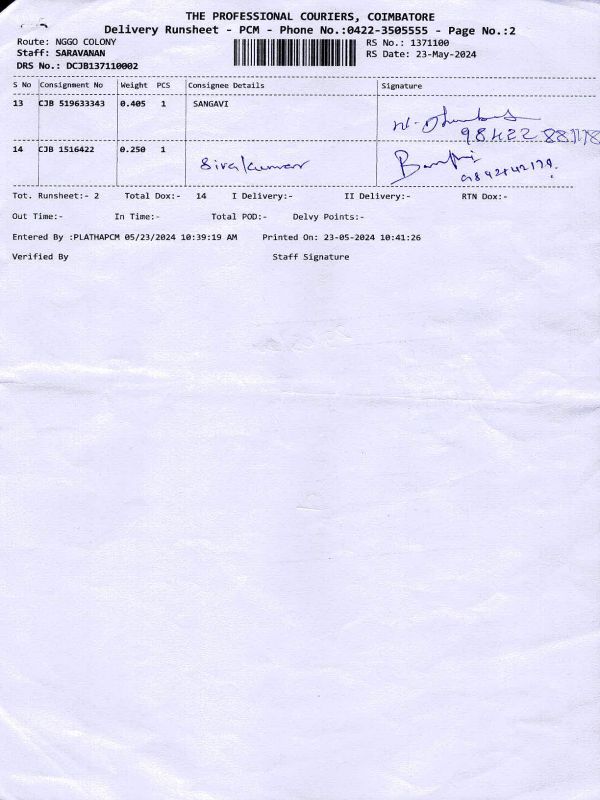 THE PROFESSIONAL COURIERS, COIMBATORE
Delivery Runsheet - PCM - Phone No.:0422-3505555 - Page No.:2
Route: NGGO COLONY
RS No.: 1371100
Staff: SARAVANAN
RS Date: 23-May-2024
DRS No.: DCJB137110002
S No Consignment No Weight PCS Consignee Details Signature
13 CJB 519633343 0.405 1 SANGAVI
14 CJB 1516422 0.250 1 Sivakumar
Tot. Runsheet:- 2 Total Dox:- 14 I Delivery:- II Delivery:- RTN Dox:-
Out Time:- In Time:- Total POD:- Delvy Points:-
Entered By :PLATHAPCM 05/23/2024 10:39:19 AM Printed On: 23-05-2024 10:41:26
Verified By Staff Signature